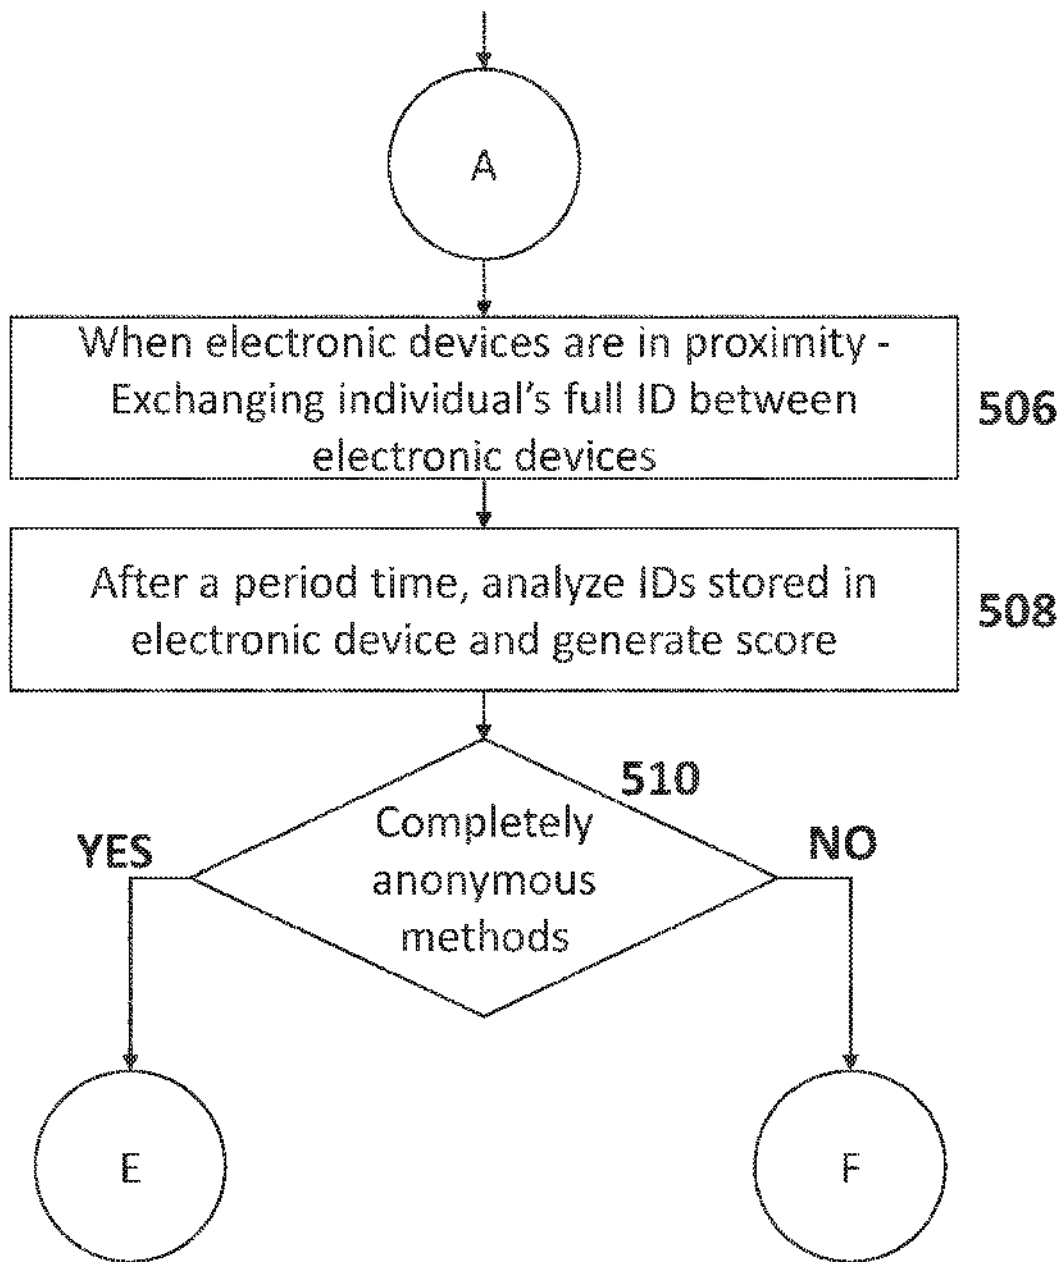 A
When electronic devices are in proximity -
Exchanging individual's full ID between
electronic devices
506
After a period time, analyze IDs stored in
electronic device and generate score
508
510
Completely
anonymous
methods
YES
NO
E
F